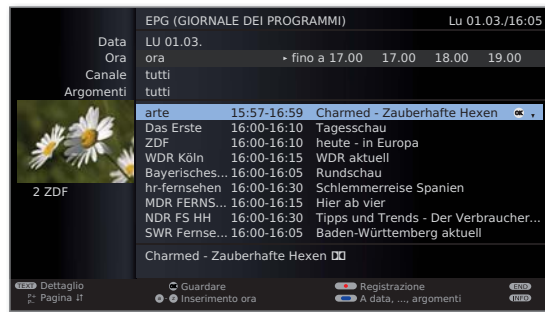 EPG (GIORNALE DEI PROGRAMMI) Lu 01.03./16:05
Data LU 01.03.
Ora ora ▸ fino a 17.00 17.00 18.00 19.00
Canale tutti
Argomenti tutti
arte 15:57-16:59 Charmed - Zauberhafte Hexen OK
Das Erste 16:00-16:10 Tagesschau
ZDF 16:00-16:10 heute - in Europa
WDR Köln 16:00-16:15 WDR aktuell
Bayerisches... 16:00-16:05 Rundschau
hr-fernsehen 16:00-16:30 Schlemmerreise Spanien
MDR FERNS... 16:00-16:15 Hier ab vier
NDR FS HH 16:00-16:30 Tipps und Trends - Der Verbraucher...
SWR Fernse... 16:00-16:05 Baden-Württemberg aktuell
2 ZDF
Charmed - Zauberhafte Hexen
TEXT Dettaglio OK Guardare Registrazione END
P+ P- Pagina Inserimento ora A data, ..., argomenti INFO